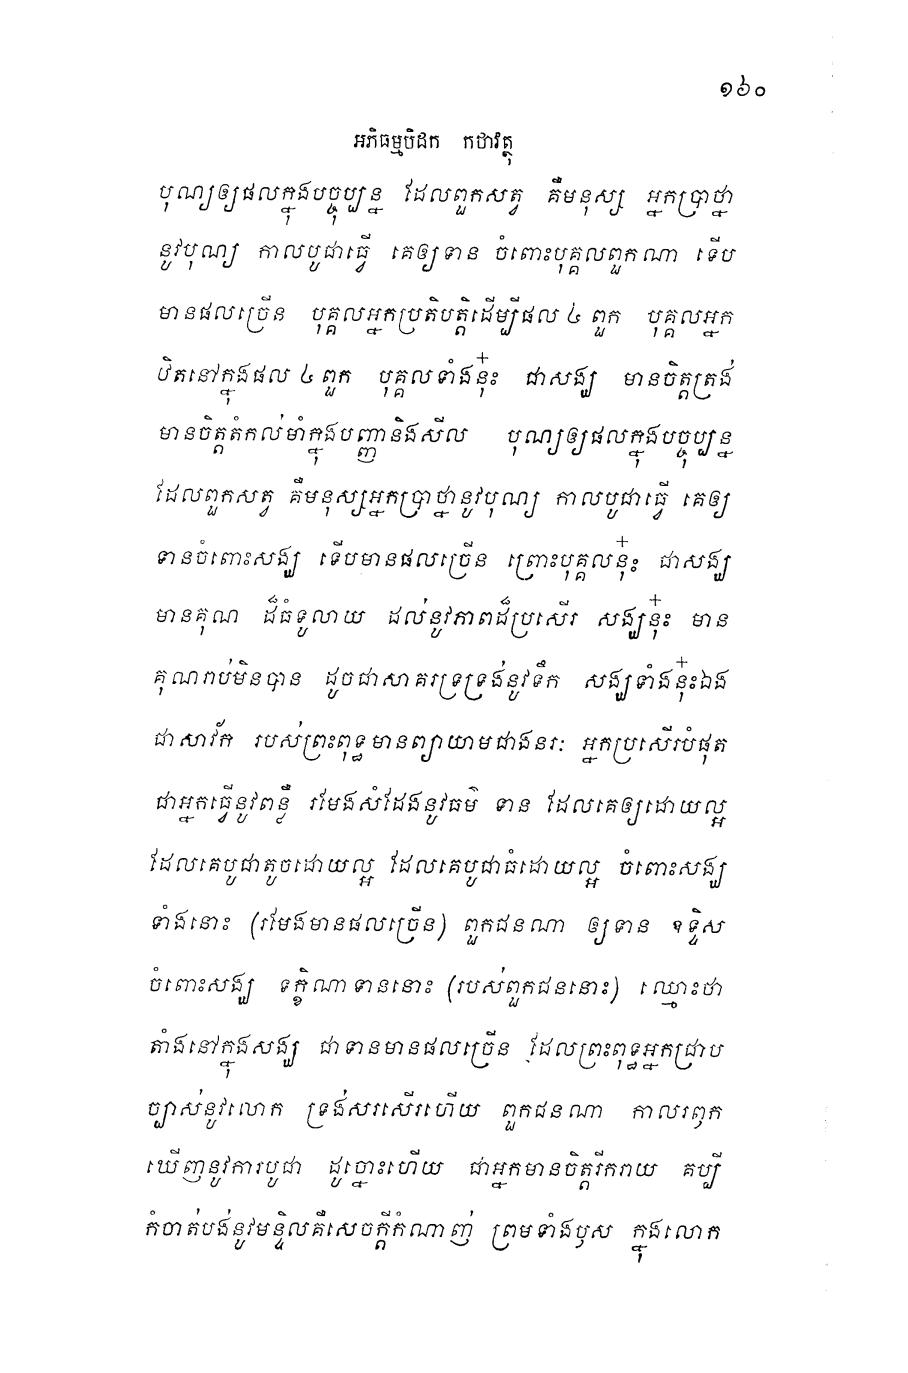 ១៦០
អភិធម្មបិដក កថាវត្ថុ
បុណ្យឲ្យផលក្នុងបច្ចុប្បន្ន ដែលពួកសត្វ គឺមនុស្ស អ្នកប្រាថ្នា
នូវបុណ្យ កាលបូជាធ្វើ គេឲ្យទាន ចំពោះបុគ្គលពួកណា ទើប
មានផលច្រើន បុគ្គលអ្នកប្រតិបត្តិដើម្បីផល ៤ ពួក បុគ្គលអ្នក
ឋិតនៅក្នុងផល ៤ ពួក បុគ្គលទាំងនុ៎ះ ជាសង្ឃ មានចិត្តត្រង់
មានចិត្តតំកល់មាំក្នុងបញ្ញានិងសីល បុណ្យឲ្យផលក្នុងបច្ចុប្បន្ន
ដែលពួកសត្វ គឺមនុស្សអ្នកប្រាថ្នានូវបុណ្យ កាលបូជាធ្វើ គេឲ្យ
ទានចំពោះសង្ឃ ទើបមានផលច្រើន ព្រោះបុគ្គលនុ៎ះ ជាសង្ឃ
មានគុណ ដ៏ធំទូលាយ ដល់នូវភាពដ៏ប្រសើរ សង្ឃនុ៎ះ មាន
គុណរាប់មិនបាន ដូចជាសាគរទ្រទ្រង់នូវទឹក សង្ឃទាំងនុ៎ះឯង
ជាសាវ័ក របស់ព្រះពុទ្ធមានព្យាយាមជាងនរៈ អ្នកប្រសើរបំផុត
ជាអ្នកធ្វើនូវពន្លឺ រមែងសំដែងនូវធម៌ ទាន ដែលគេឲ្យដោយល្អ
ដែលគេបូជាតូចដោយល្អ ដែលគេបូជាធំដោយល្អ ចំពោះសង្ឃ
ទាំងនោះ (រមែងមានផលច្រើន) ពួកជនណា ឲ្យទាន ឧទ្ទិស
ចំពោះសង្ឃ ទក្ខិណាទាននោះ (របស់ពួកជននោះ) ឈ្មោះថា
តាំងនៅក្នុងសង្ឃ ជាទានមានផលច្រើន ដែលព្រះពុទ្ធអ្នកជ្រាប
ច្បាស់នូវលោក ទ្រង់សរសើរហើយ ពួកជនណា កាលរឭក
ឃើញនូវការបូជា ដូច្នោះហើយ ជាអ្នកមានចិត្តរីករាយ គប្បី
កំចាត់បង់នូវមន្ទិលគឺសេចក្តីកំណាញ់ ព្រមទាំងឫស ក្នុងលោក